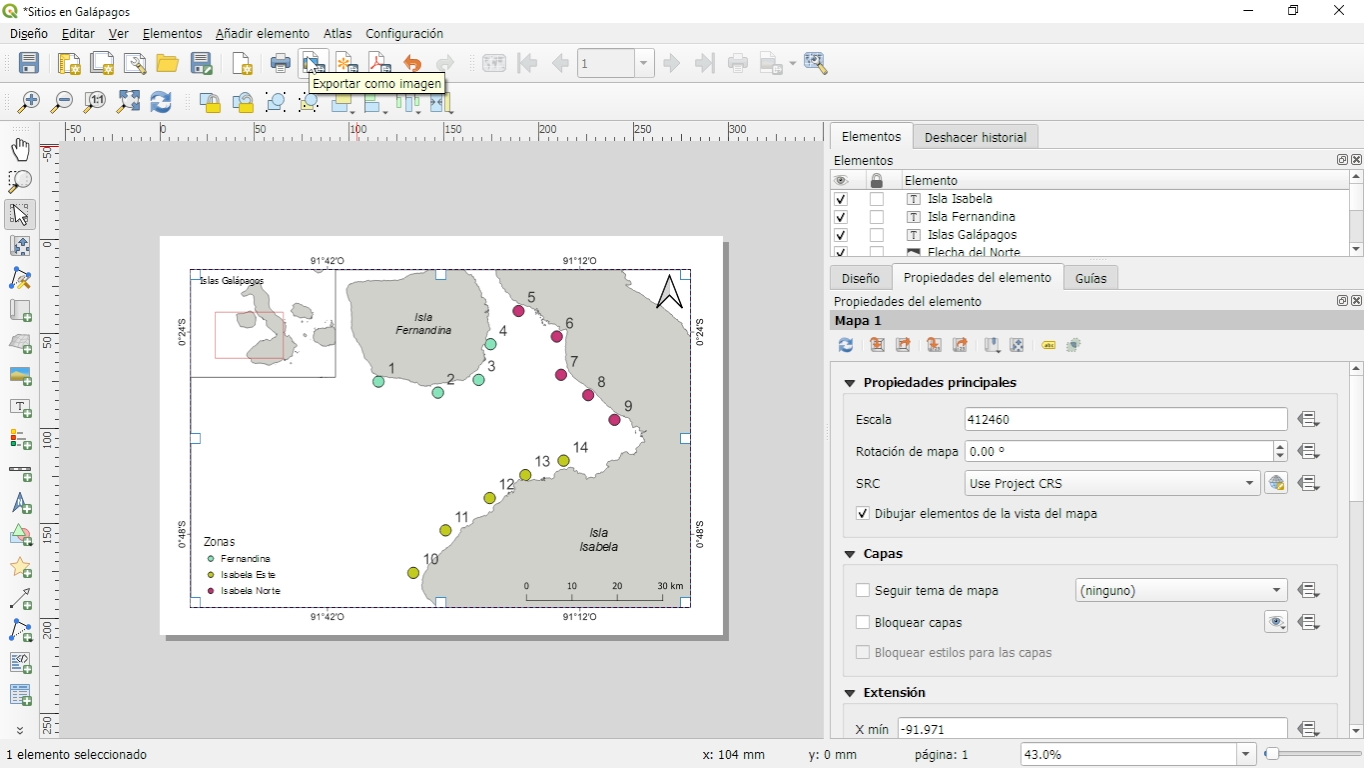 *Sitios en Galápagos
Diseño Editar Ver Elementos Añadir elemento Atlas Configuración
1
Exportar como imagen
1:1
-50 0 50 100 150 200 250 300
Elementos Deshacer historial
Elementos
Elemento
Isla Isabela
Isla Fernandina
Islas Galápagos
Flecha del Norte
-50 0 50 100 150 200 250
91°42'O 91°12'O
Islas Galápagos
Isla
Fernandina
0°24'S 0°24'S
1 2 3 4 5 6 7 8 9 10 11 12 13 14
0°48'S 0°48'S
Isla
Isabela
Zonas
Fernandina
Isabela Este
Isabela Norte
0 10 20 30 km
91°42'O 91°12'O
Diseño Propiedades del elemento Guías
Propiedades del elemento
Mapa 1
abc
Propiedades principales
Escala 412460
Rotación de mapa 0.00 °
SRC Use Project CRS
Dibujar elementos de la vista del mapa
Capas
Seguir tema de mapa (ninguno)
Bloquear capas
Bloquear estilos para las capas
Extensión
X mín -91.971
1 elemento seleccionado x: 104 mm y: 0 mm página: 1 43.0%